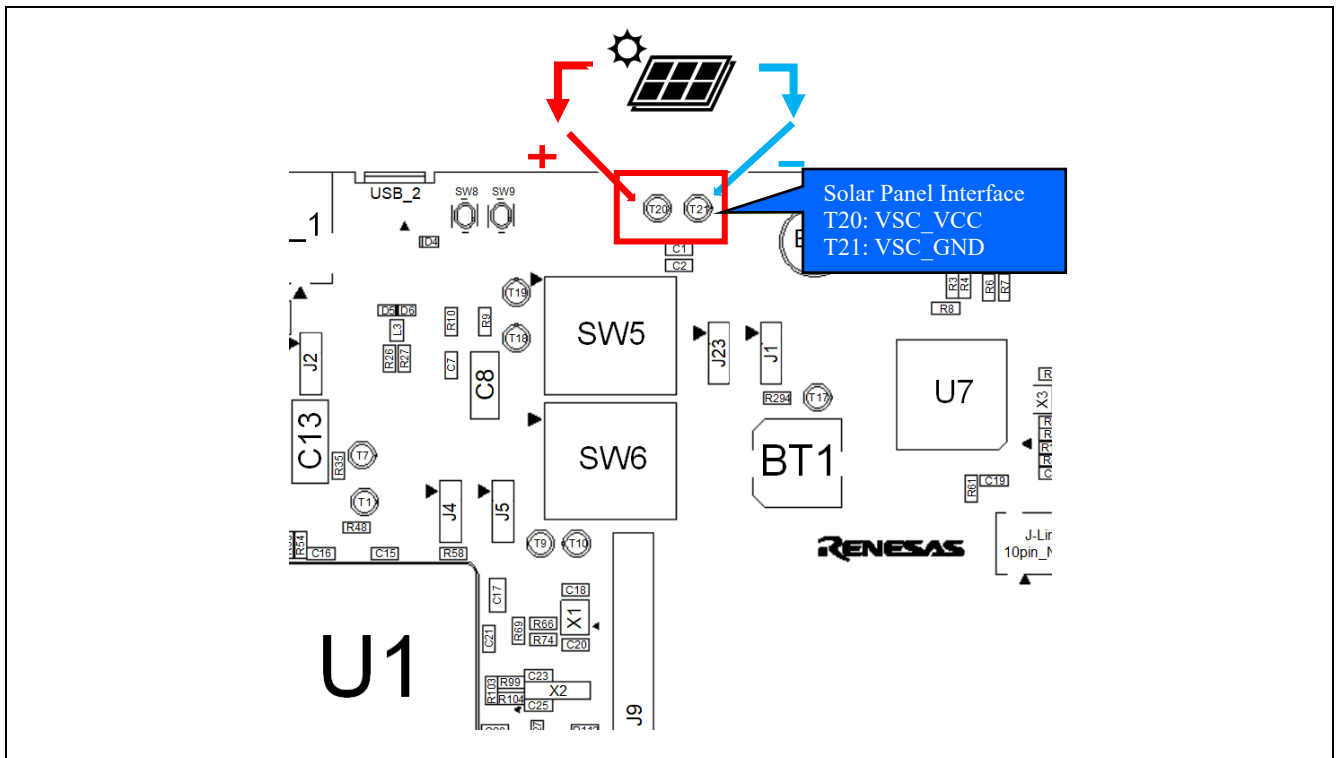 +
−
Solar Panel Interface
T20: VSC_VCC
T21: VSC_GND
USB_2
SW8
SW9
T20
T21
_1
D4
C1
C2
R3
R4
R6
R7
R8
T19
T18
D5
D6
L3
R10
R9
SW5
J23
J1
J2
R26
R27
C7
C8
R294
T17
U7
X3
C13
SW6
BT1
R35
T7
T1
J4
J5
R61
C19
R48
T9
T10
RENESAS
R54
C16
C15
R58
C17
C18
X1
R66
R69
R74
C20
C21
U1
R103
R99
R104
C23
X2
C25
J9